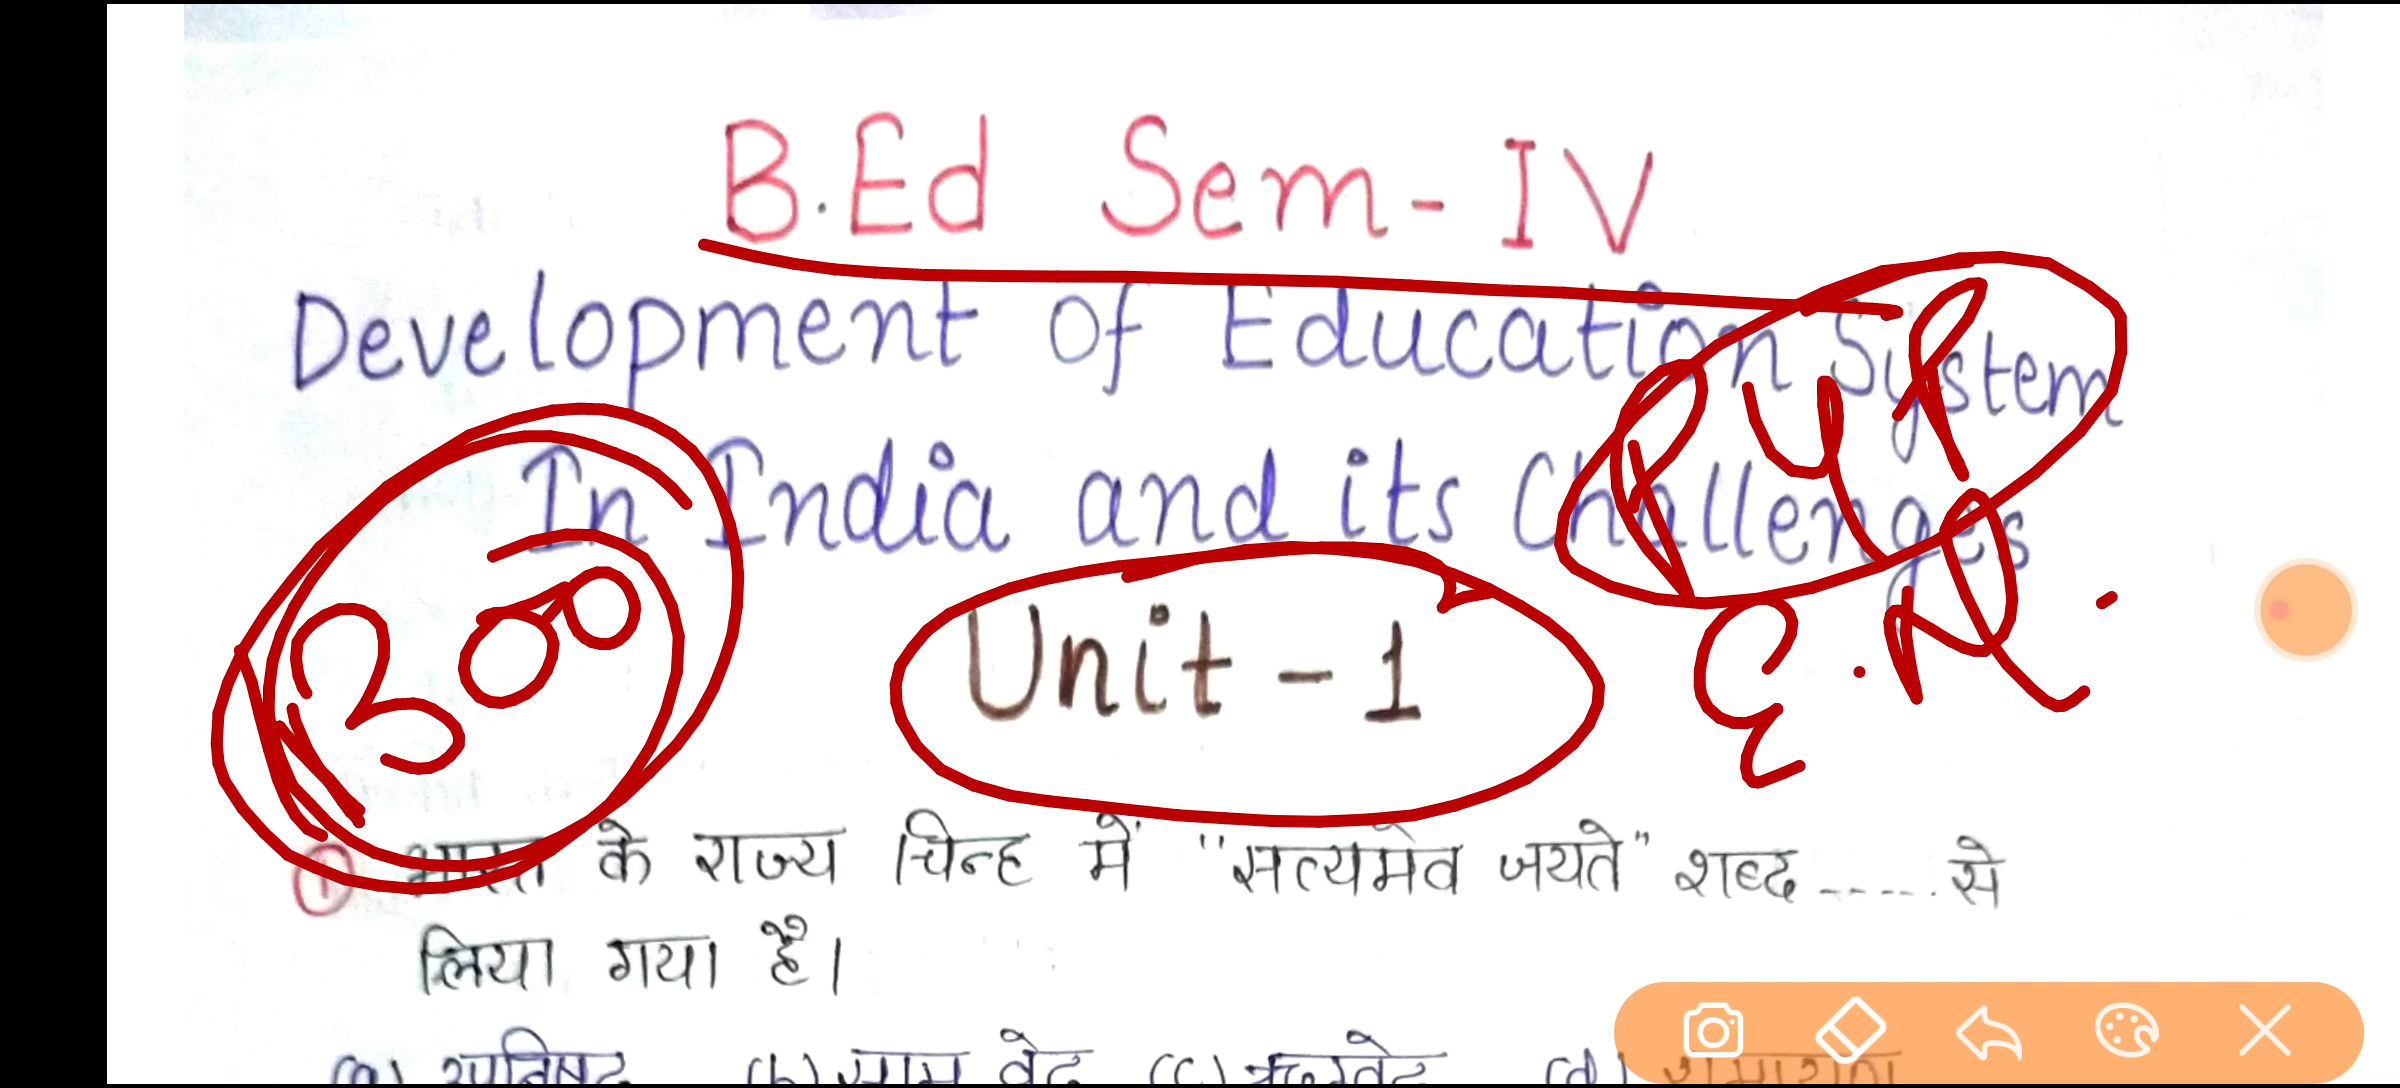 B.Ed Sem-IV
Development of Education System
In India and its Challenges
300
Unit-1
① भारत के राज्य चिन्ह में "सत्यमेव जयते" शब्द ----- से
लिया गया है।
(b) साम वेद (c) ऋग्वेद (d)